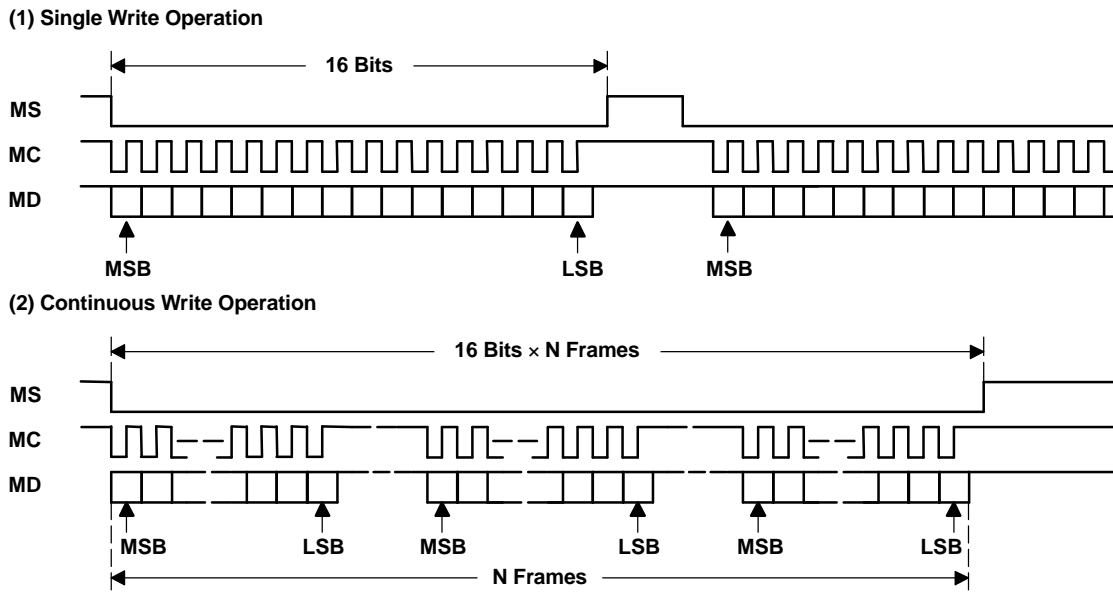 (1) Single Write Operation
16 Bits
MS
MC
MD
MSB LSB MSB
(2) Continuous Write Operation
16 Bits × N Frames
MS
MC
MD
MSB LSB MSB LSB MSB LSB
N Frames